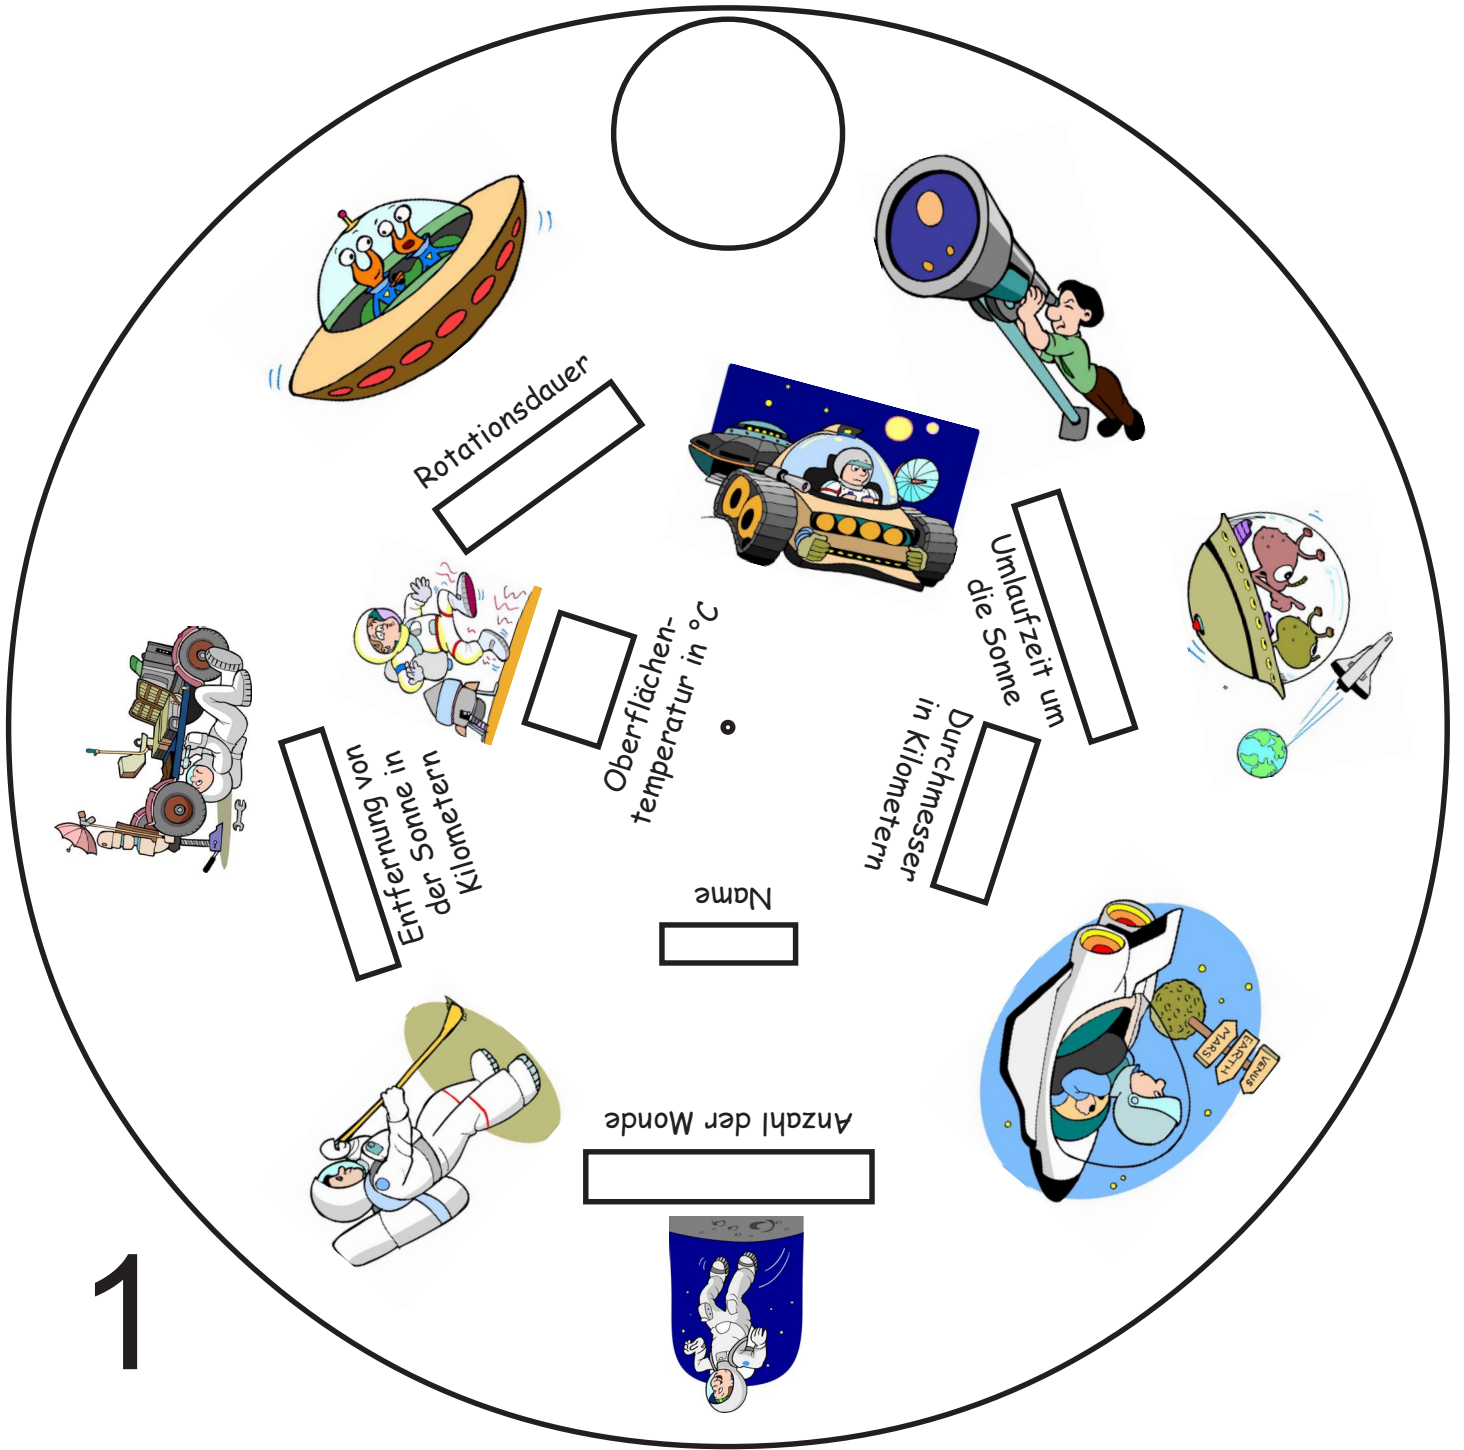 Rotationsdauer
Umlaufzeit um
die Sonne
Oberflächen-
temperatur in °C
Durchmesser
in Kilometern
Entfernung von
der Sonne in
Kilometern
Name
Anzahl der Monde
MARS
EARTH
VENUS
1